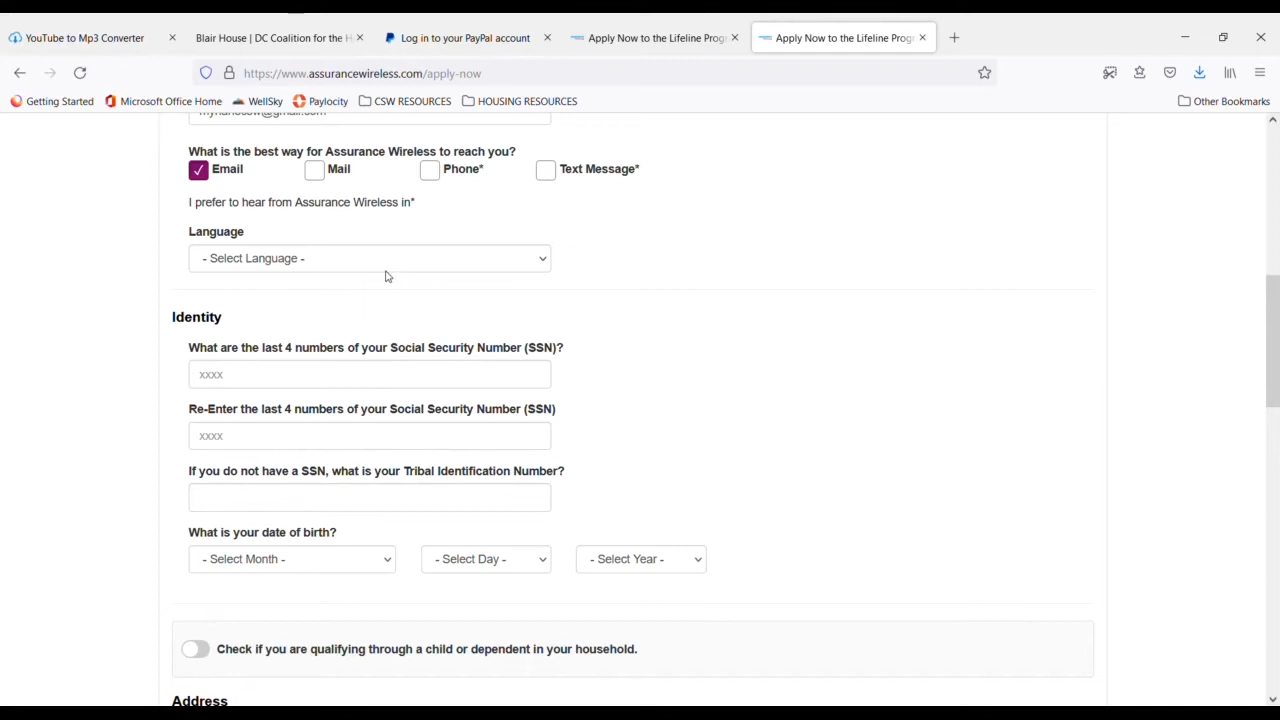 YouTube to Mp3 Converter
Blair House | DC Coalition for the H
Log in to your PayPal account
Apply Now to the Lifeline Progr
Apply Now to the Lifeline Progr
https://www.assurancewireless.com/apply-now
Getting Started
Microsoft Office Home
WellSky
Paylocity
CSW RESOURCES
HOUSING RESOURCES
Other Bookmarks
What is the best way for Assurance Wireless to reach you?
Email Mail Phone* Text Message*
I prefer to hear from Assurance Wireless in*
Language
- Select Language -
Identity
What are the last 4 numbers of your Social Security Number (SSN)?
xxxx
Re-Enter the last 4 numbers of your Social Security Number (SSN)
xxxx
If you do not have a SSN, what is your Tribal Identification Number?
What is your date of birth?
- Select Month - - Select Day - - Select Year -
Check if you are qualifying through a child or dependent in your household.
Address